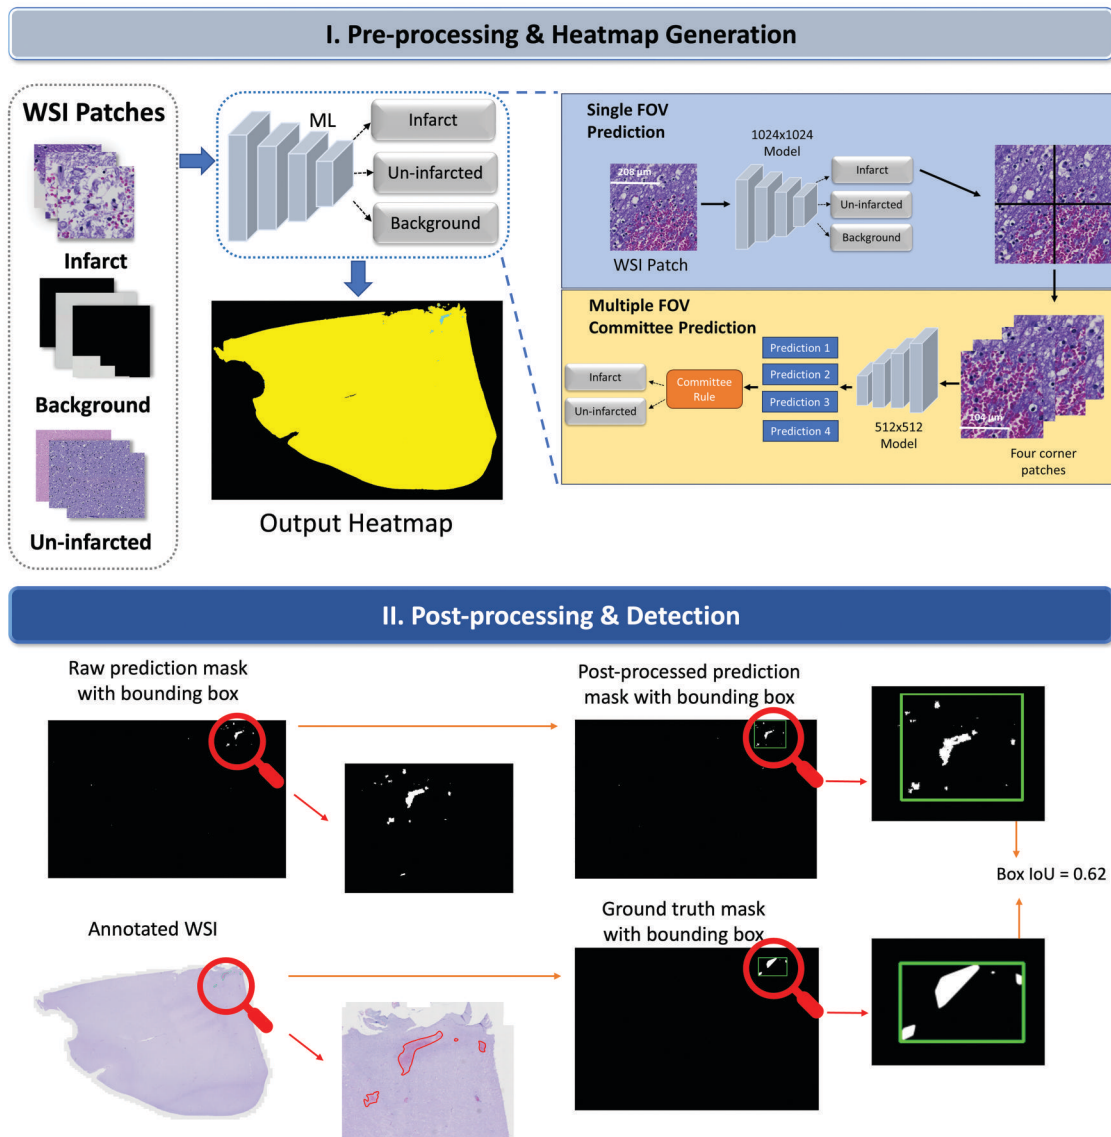 I. Pre-processing & Heatmap Generation
WSI Patches
Infarct
Background
Un-infarcted
ML
Infarct
Un-infarcted
Background
Output Heatmap
Single FOV
Prediction
208 µm
WSI Patch
1024x1024
Model
Infarct
Un-infarcted
Background
Multiple FOV
Committee Prediction
Infarct
Un-infarcted
Committee
Rule
Prediction 1
Prediction 2
Prediction 3
Prediction 4
512x512
Model
104 µm
Four corner
patches
II. Post-processing & Detection
Raw prediction mask
with bounding box
Post-processed prediction
mask with bounding box
Box IoU = 0.62
Annotated WSI
Ground truth mask
with bounding box